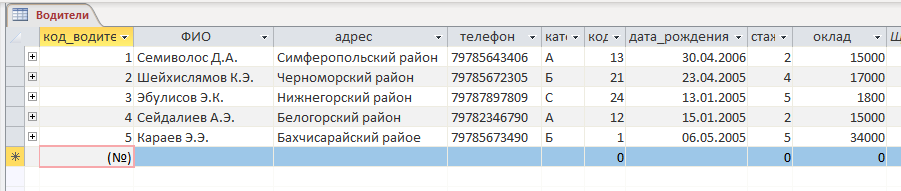 Водители
код_водите ФИО адрес телефон кате код дата_рождения стаж оклад
1 Семиволос Д.А. Симферопольский район 79785643406 А 13 30.04.2006 2 15000
2 Шейхислямов К.Э. Черноморский район 79785672305 Б 21 23.04.2005 4 17000
3 Эбулисов Э.К. Нижнегорский район 79787897809 С 24 13.01.2005 5 1800
4 Сейдалиев А.Э. Белогорский район 79782346790 А 12 15.01.2005 2 15000
5 Караев Э.Э. Бахчисарайский районе 79785673490 Б 1 06.05.2005 5 34000
(№) 0 0 0